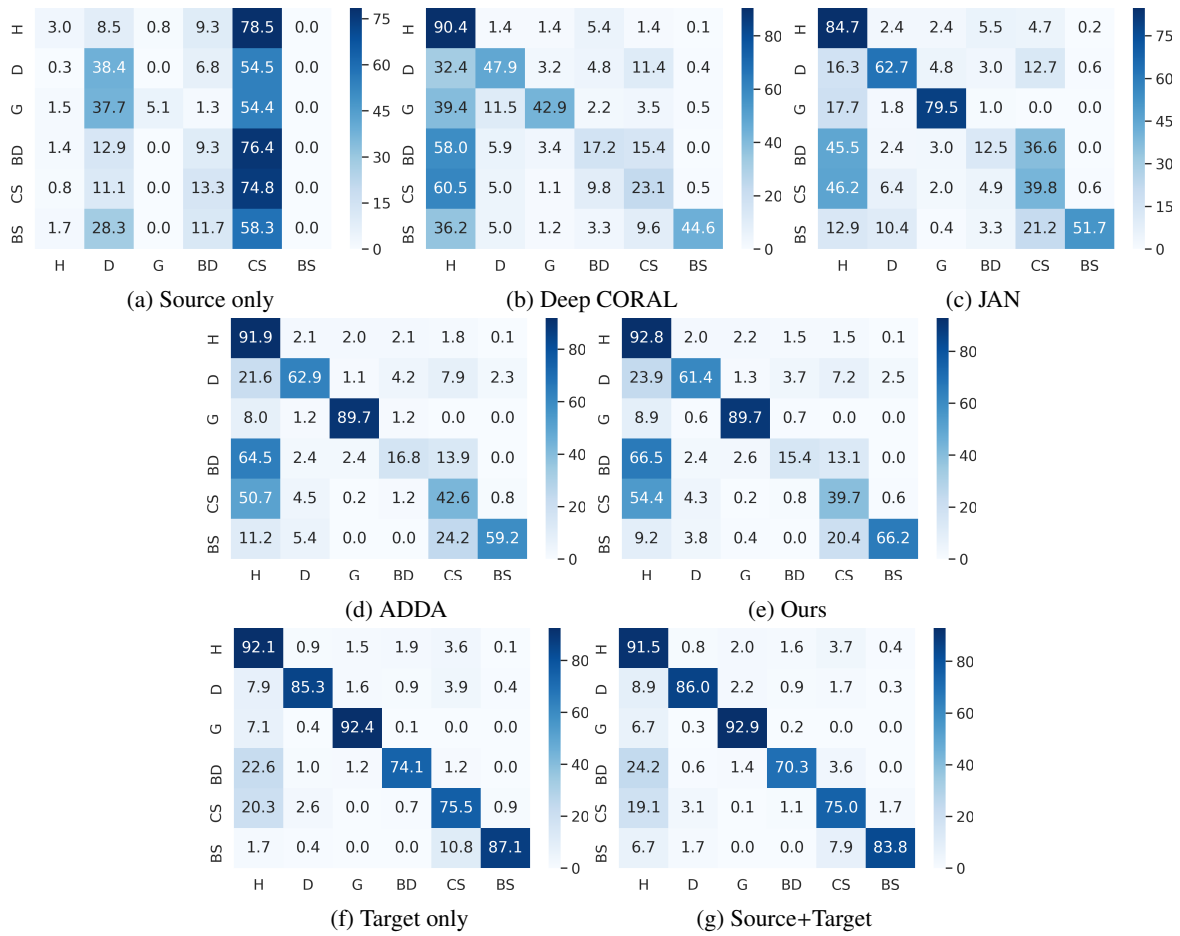 H 3.0 8.5 0.8 9.3 78.5 0.0
D 0.3 38.4 0.0 6.8 54.5 0.0
G 1.5 37.7 5.1 1.3 54.4 0.0
BD 1.4 12.9 0.0 9.3 76.4 0.0
CS 0.8 11.1 0.0 13.3 74.8 0.0
BS 1.7 28.3 0.0 11.7 58.3 0.0
H D G BD CS BS
75
60
45
30
15
0
(a) Source only
90.4 1.4 1.4 5.4 1.4 0.1
32.4 47.9 3.2 4.8 11.4 0.4
39.4 11.5 42.9 2.2 3.5 0.5
58.0 5.9 3.4 17.2 15.4 0.0
60.5 5.0 1.1 9.8 23.1 0.5
36.2 5.0 1.2 3.3 9.6 44.6
H D G BD CS BS
80
60
40
20
0
(b) Deep CORAL
84.7 2.4 2.4 5.5 4.7 0.2
16.3 62.7 4.8 3.0 12.7 0.6
17.7 1.8 79.5 1.0 0.0 0.0
45.5 2.4 3.0 12.5 36.6 0.0
46.2 6.4 2.0 4.9 39.8 0.6
12.9 10.4 0.4 3.3 21.2 51.7
H D G BD CS BS
75
60
45
30
15
0
(c) JAN
H 91.9 2.1 2.0 2.1 1.8 0.1
D 21.6 62.9 1.1 4.2 7.9 2.3
G 8.0 1.2 89.7 1.2 0.0 0.0
BD 64.5 2.4 2.4 16.8 13.9 0.0
CS 50.7 4.5 0.2 1.2 42.6 0.8
BS 11.2 5.4 0.0 0.0 24.2 59.2
H D G BD CS BS
80
60
40
20
0
(d) ADDA
H 92.8 2.0 2.2 1.5 1.5 0.1
D 23.9 61.4 1.3 3.7 7.2 2.5
G 8.9 0.6 89.7 0.7 0.0 0.0
BD 66.5 2.4 2.6 15.4 13.1 0.0
CS 54.4 4.3 0.2 0.8 39.7 0.6
BS 9.2 3.8 0.4 0.0 20.4 66.2
H D G BD CS BS
80
60
40
20
0
(e) Ours
H 92.1 0.9 1.5 1.9 3.6 0.1
D 7.9 85.3 1.6 0.9 3.9 0.4
G 7.1 0.4 92.4 0.1 0.0 0.0
BD 22.6 1.0 1.2 74.1 1.2 0.0
CS 20.3 2.6 0.0 0.7 75.5 0.9
BS 1.7 0.4 0.0 0.0 10.8 87.1
H D G BD CS BS
80
60
40
20
0
(f) Target only
H 91.5 0.8 2.0 1.6 3.7 0.4
D 8.9 86.0 2.2 0.9 1.7 0.3
G 6.7 0.3 92.9 0.2 0.0 0.0
BD 24.2 0.6 1.4 70.3 3.6 0.0
CS 19.1 3.1 0.1 1.1 75.0 1.7
BS 6.7 1.7 0.0 0.0 7.9 83.8
H D G BD CS BS
80
60
40
20
0
(g) Source+Target